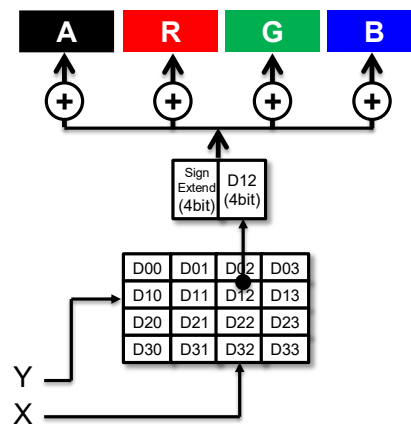 A R G B
+ + + +
Sign
Extend
(4bit)
D12
(4bit)
D00 D01 D02 D03
D10 D11 D12 D13
D20 D21 D22 D23
D30 D31 D32 D33
Y
X